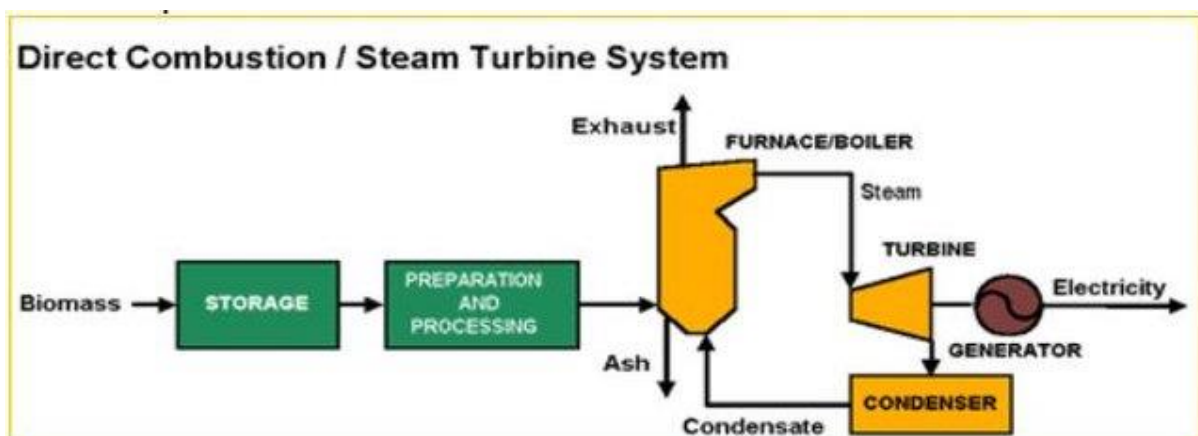 Direct Combustion / Steam Turbine System
Exhaust
FURNACE/BOILER
Steam
TURBINE
Biomass
STORAGE
PREPARATION
AND
PROCESSING
Electricity
GENERATOR
Ash
CONDENSER
Condensate